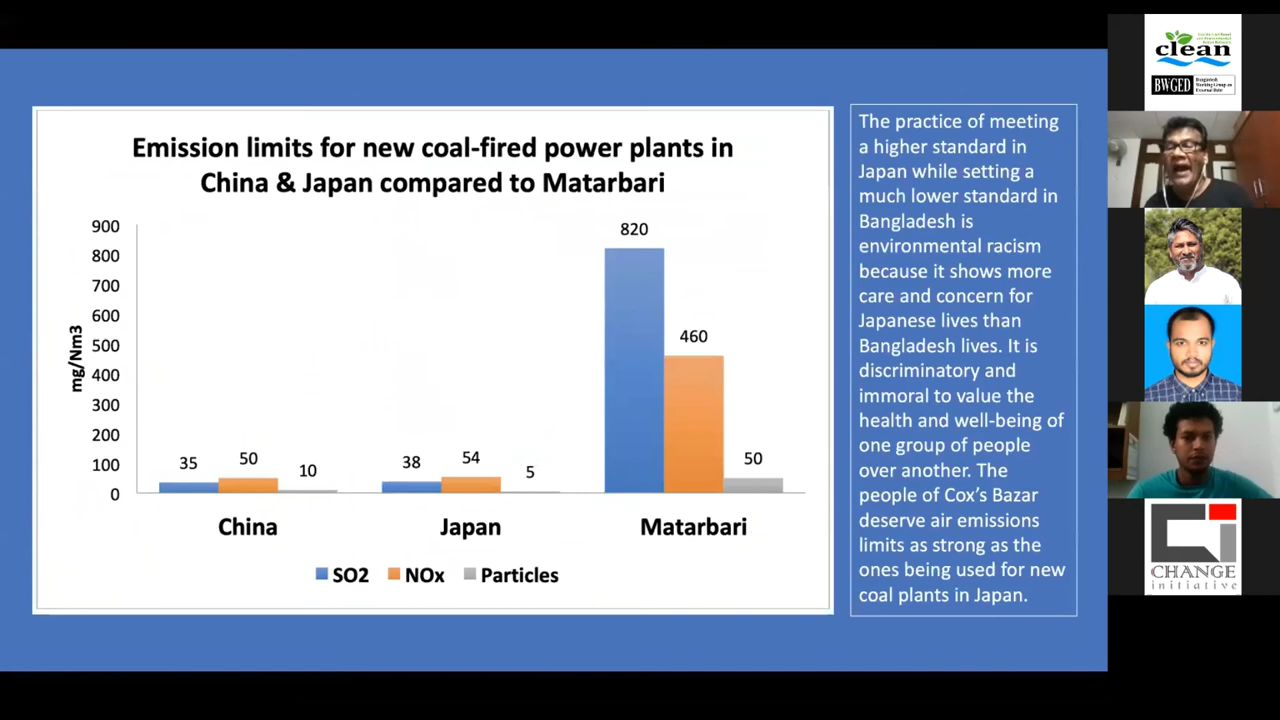 Emission limits for new coal-fired power plants in
China & Japan compared to Matarbari
mg/Nm3
900
800
700
600
500
400
300
200
100
0
35
50
10
38
54
5
820
460
50
China
Japan
Matarbari
SO2
NOx
Particles
The practice of meeting
a higher standard in
Japan while setting a
much lower standard in
Bangladesh is
environmental racism
because it shows more
care and concern for
Japanese lives than
Bangladesh lives. It is
discriminatory and
immoral to value the
health and well-being of
one group of people
over another. The
people of Cox’s Bazar
deserve air emissions
limits as strong as the
ones being used for new
coal plants in Japan.
clean
BWGED
Bangladesh
Working Group on
External Debt
CHANGE
initiative